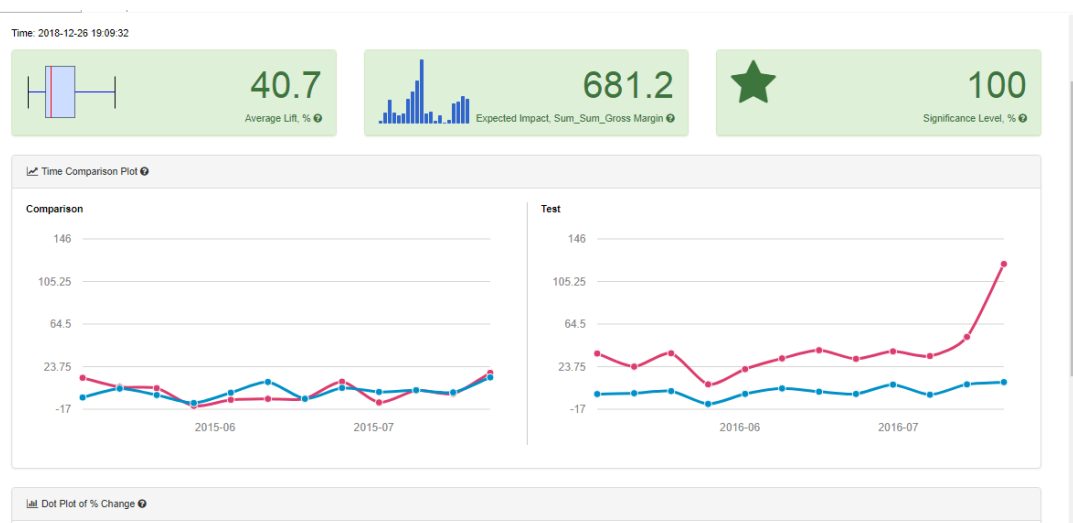 Time: 2018-12-26 19:09:32
40.7
Average Lift, %
681.2
Expected Impact, Sum_Sum_Gross Margin
100
Significance Level, %
Time Comparison Plot
Comparison
146
105.25
64.5
23.75
-17
2015-06 2015-07
Test
146
105.25
64.5
23.75
-17
2016-06 2016-07
Dot Plot of % Change